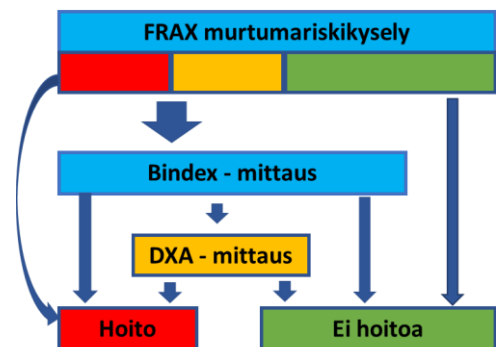 FRAX murtumariskikysely
Bindex - mittaus
DXA - mittaus
Hoito
Ei hoitoa